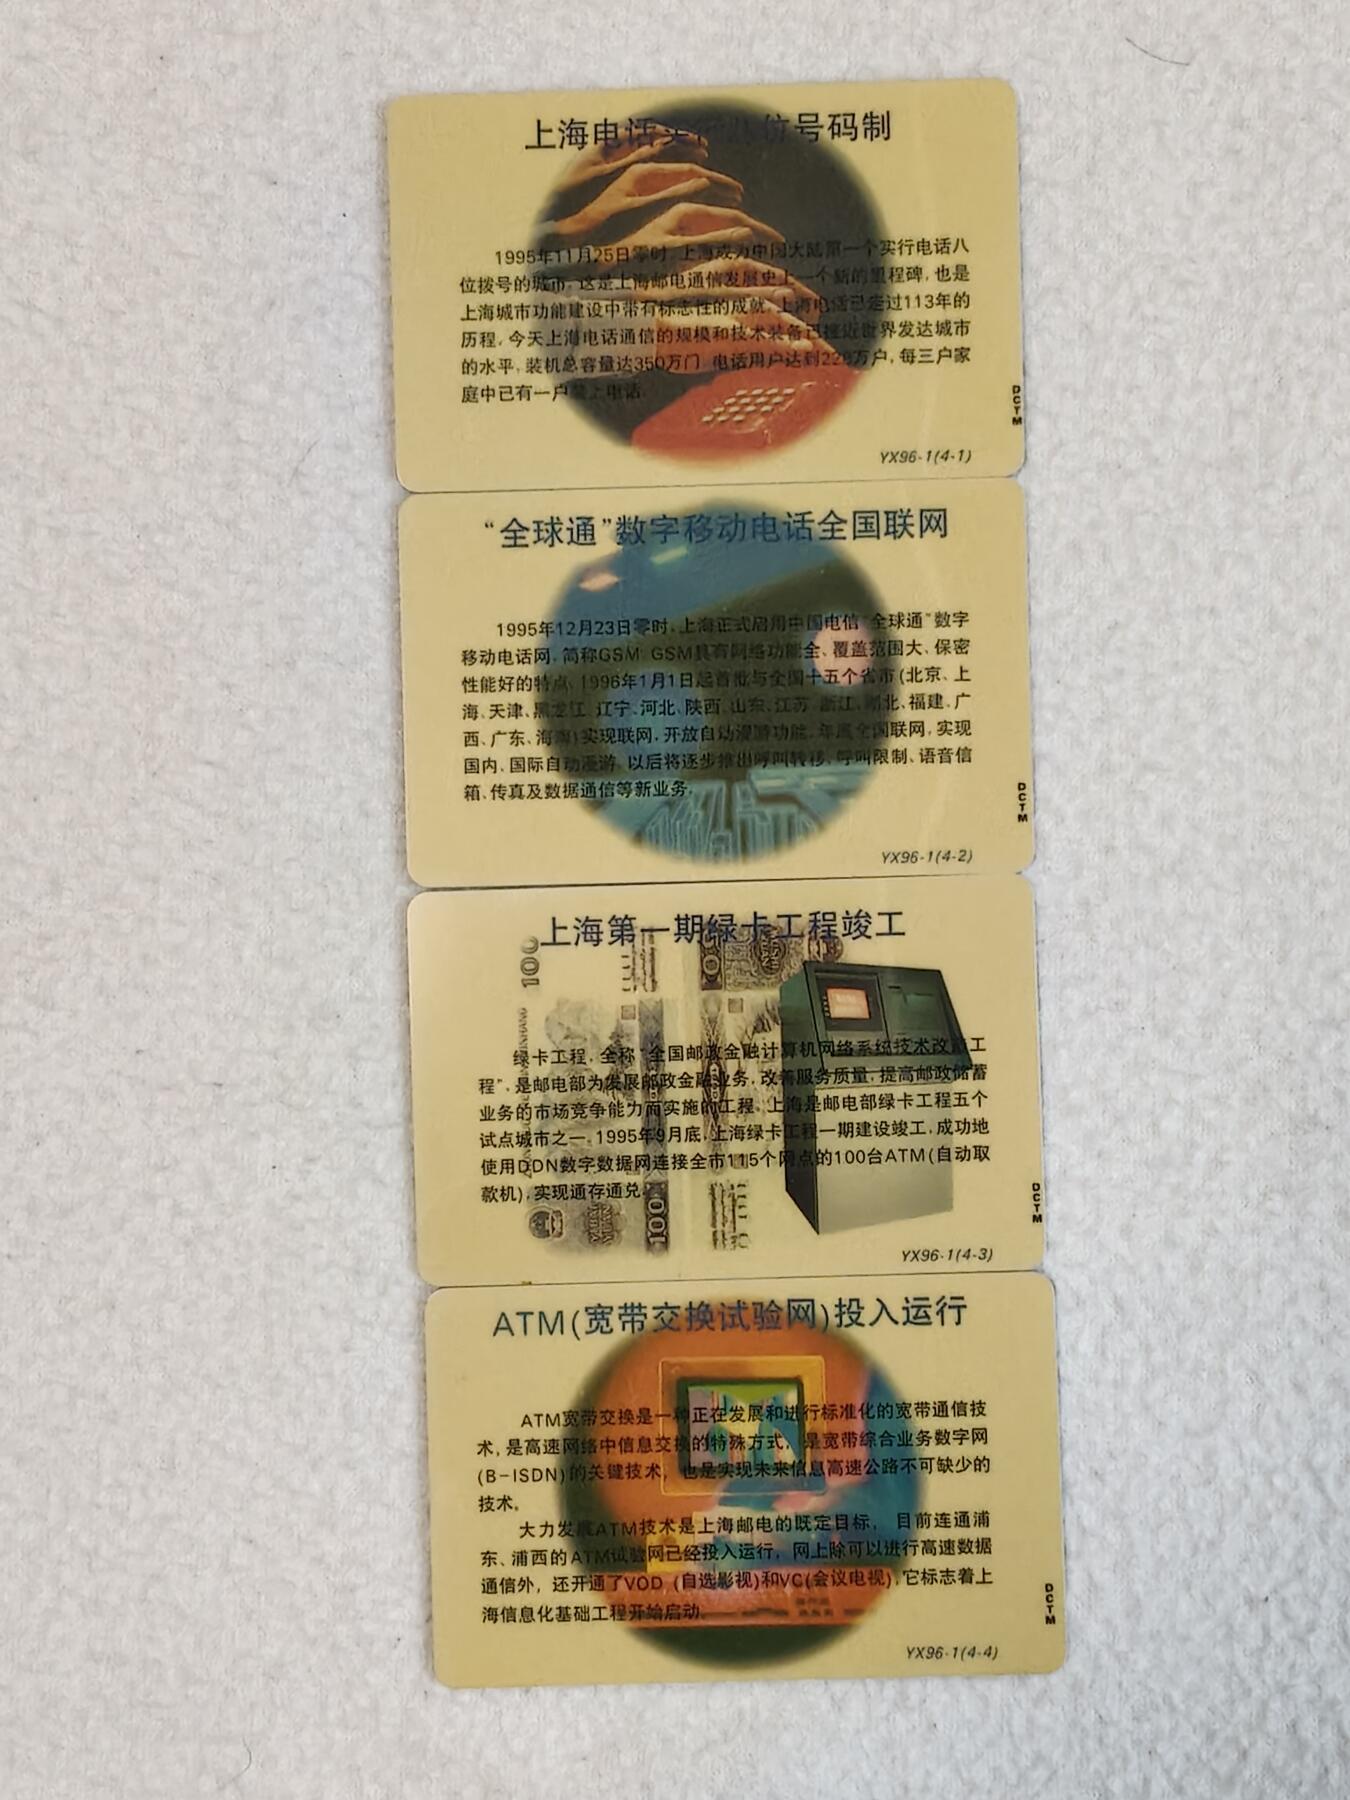 上海电话实行八位号码制
1995年11月25日零时,上海成为中国大陆第一个实行电话八
位拨号的城市,这是上海邮电通信发展史上一个新的里程碑,也是
上海城市功能建设中带有标志性的成就,上海电话已走过113年的
历程,今天上海电话通信的规模和技术装备已接近世界发达城市
的水平,装机总容量达350万门,电话用户达到228万户,每三户家
庭中已有一户装上电话.
DCTM
YX96-1(4-1)
“全球通”数字移动电话全国联网
1995年12月23日零时,上海正式启用中国电信“全球通”数字
移动电话网,简称GSM.GSM具有网络功能全、覆盖范围大、保密
性能好的特点,1996年1月1日起首批与全国十五个省市(北京、上
海、天津、黑龙江、辽宁、河北、陕西、山东、江苏、浙江、湖北、福建、广
西、广东、海南)实现联网,开放自动漫游功能,年底全国联网,实现
国内、国际自动漫游,以后将逐步推出呼叫转移、呼叫限制、语音信
箱、传真及数据通信等新业务.
DCTM
YX96-1(4-2)
上海第一期绿卡工程竣工
100
绿卡工程,全称“全国邮政金融计算机网络系统技术改造工
程”,是邮电部为发展邮政金融业务,改善服务质量,提高邮政储蓄
业务的市场竞争能力而实施的工程,上海是邮电部绿卡工程五个
试点城市之一,1995年9月底,上海绿卡工程一期建设竣工,成功地
使用DDN数字数据网连接全市115个网点的100台ATM(自动取
款机),实现通存通兑.
100
DCTM
YX96-1(4-3)
ATM(宽带交换试验网)投入运行
ATM宽带交换是一种正在发展和进行标准化的宽带通信技
术,是高速网络中信息交换的特殊方式,是宽带综合业务数字网
(B-ISDN)的关键技术,也是实现未来信息高速公路不可缺少的
技术。
大力发展ATM技术是上海邮电的既定目标,目前连通浦
东、浦西的ATM试验网已经投入运行,网上除可以进行高速数据
通信外,还开通了VOD(自选影视)和VC(会议电视),它标志着上
海信息化基础工程开始启动.
DCTM
YX96-1(4-4)